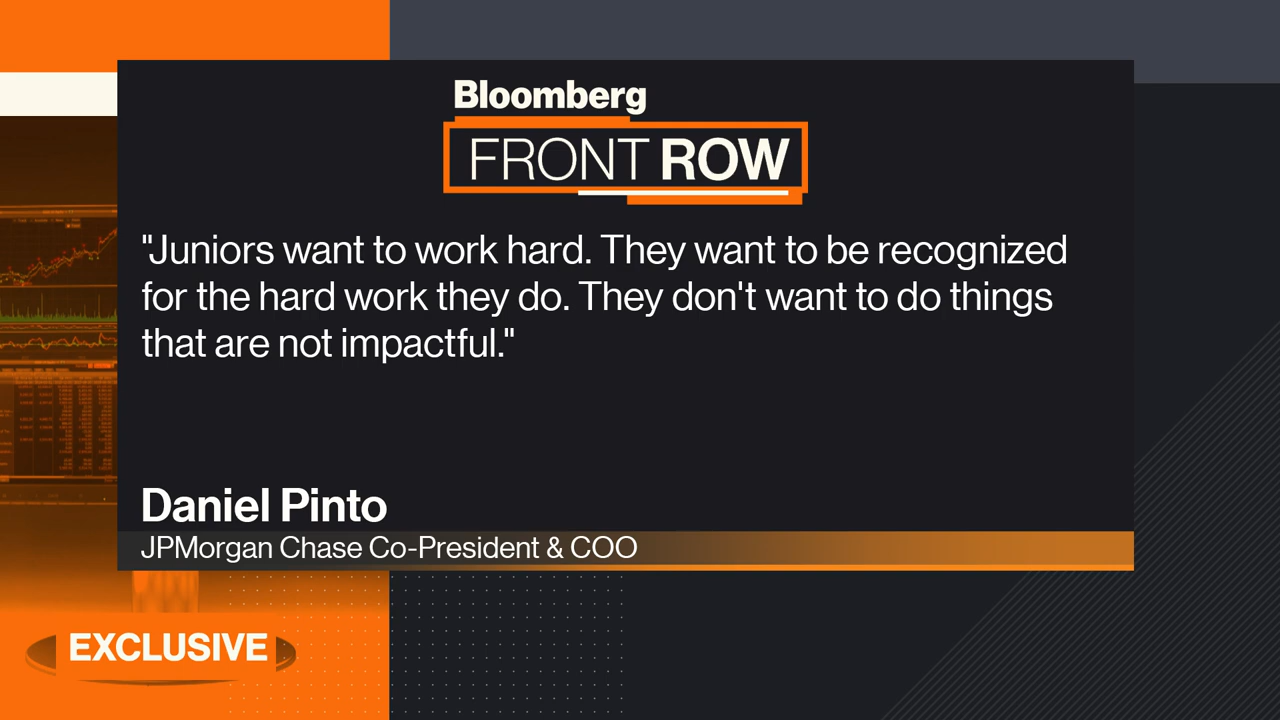 Bloomberg
FRONT ROW
"Juniors want to work hard. They want to be recognized
for the hard work they do. They don't want to do things
that are not impactful."
Daniel Pinto
JPMorgan Chase Co-President & COO
EXCLUSIVE